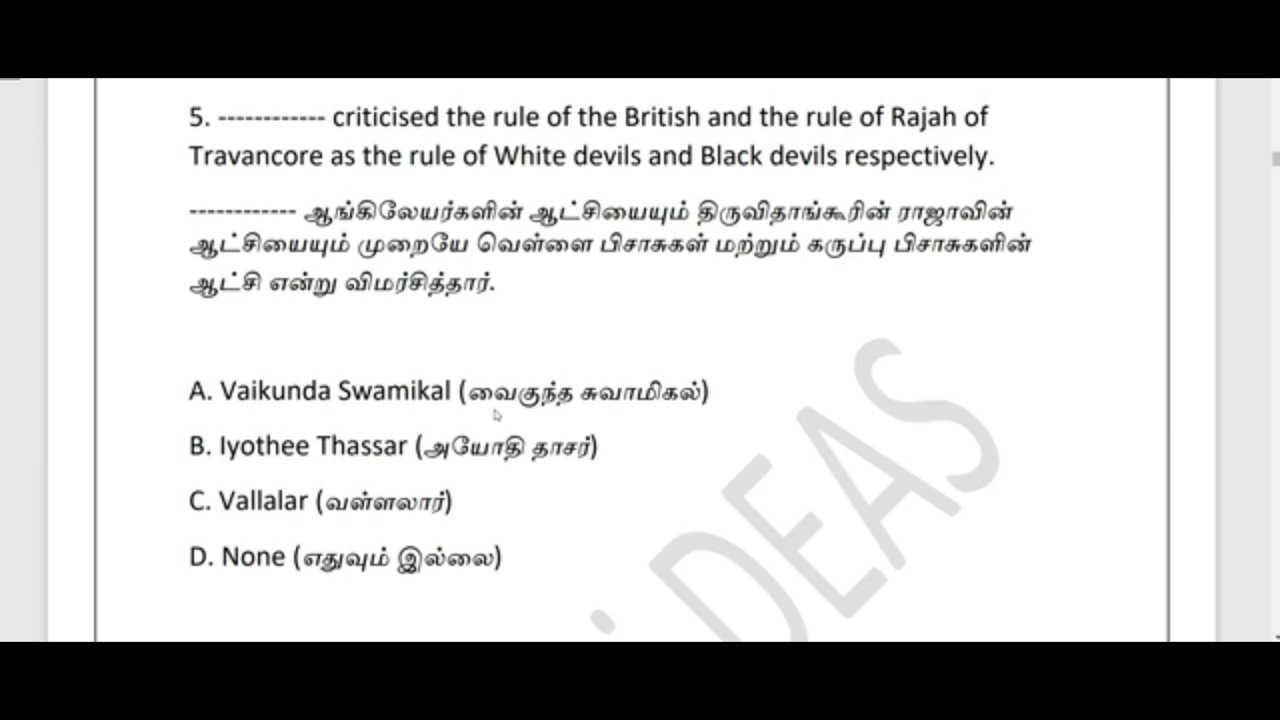 5. ------------ criticised the rule of the British and the rule of Rajah of
Travancore as the rule of White devils and Black devils respectively.
------------ ஆங்கிலேயர்களின் ஆட்சியையும் திருவிதாங்கூரின் ராஜாவின்
ஆட்சியையும் முறையே வெள்ளை பிசாசுகள் மற்றும் கருப்பு பிசாசுகளின்
ஆட்சி என்று விமர்சித்தார்.
A. Vaikunda Swamikal (வைகுந்த சுவாமிகல்)
B. Iyothee Thassar (அயோதி தாசர்)
C. Vallalar (வள்ளலார்)
D. None (எதுவும் இல்லை)
i DEAS